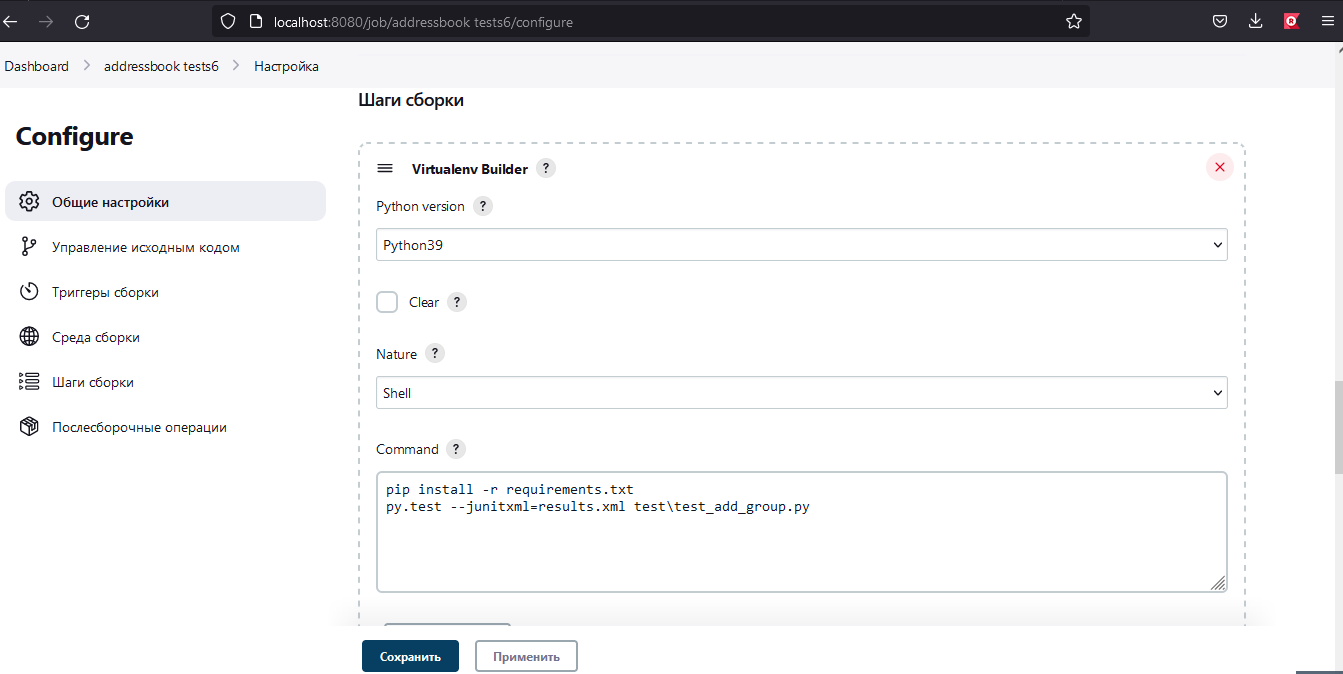 localhost:8080/job/addressbook tests6/configure
Dashboard > addressbook tests6 > Настройка
Configure
Общие настройки
Управление исходным кодом
Триггеры сборки
Среда сборки
Шаги сборки
Послесборочные операции
Шаги сборки
Virtualenv Builder ?
Python version ?
Python39
Clear ?
Nature ?
Shell
Command ?
pip install -r requirements.txt
py.test --junitxml=results.xml test\test_add_group.py
Сохранить
Применить